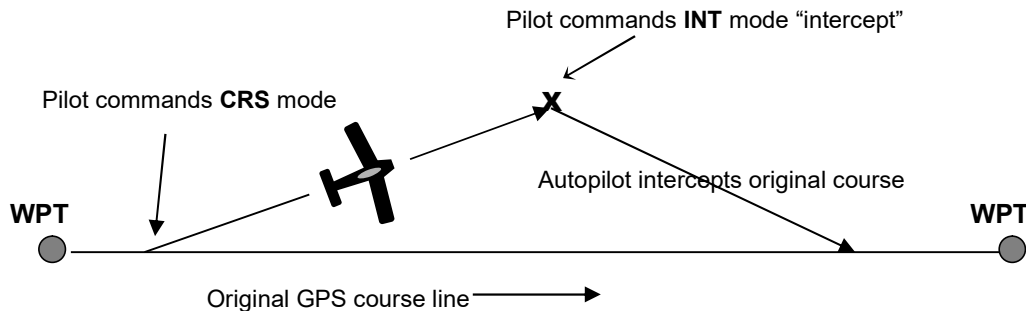 Pilot commands INT mode “intercept”
Pilot commands CRS mode
X
Autopilot intercepts original course
WPT
WPT
Original GPS course line